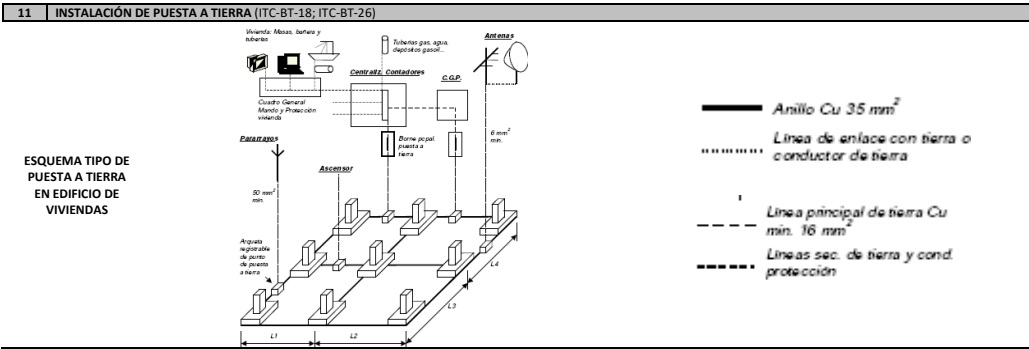 11 INSTALACIÓN DE PUESTA A TIERRA (ITC-BT-18; ITC-BT-26)
ESQUEMA TIPO DE
PUESTA A TIERRA
EN EDIFICIO DE
VIVIENDAS
Vivienda: Masas, bañera y
tuberías
Tuberías gas, agua,
depósitos gasoil...
Antenas
Centraliz. Contadores
C.G.P.
Cuadro General
Mando y Protección
vivienda
Pararrayos
Borne ppal.
puesta a
tierra
6 mm²
min.
Ascensor
50 mm²
min.
Arqueta
registrable
de punto
de puesta
a tierra
L4
L3
L1
L2
Anillo Cu 35 mm²
Línea de enlace con tierra o
conductor de tierra
Línea principal de tierra Cu
min. 16 mm²
Líneas sec. de tierra y cond.
protección